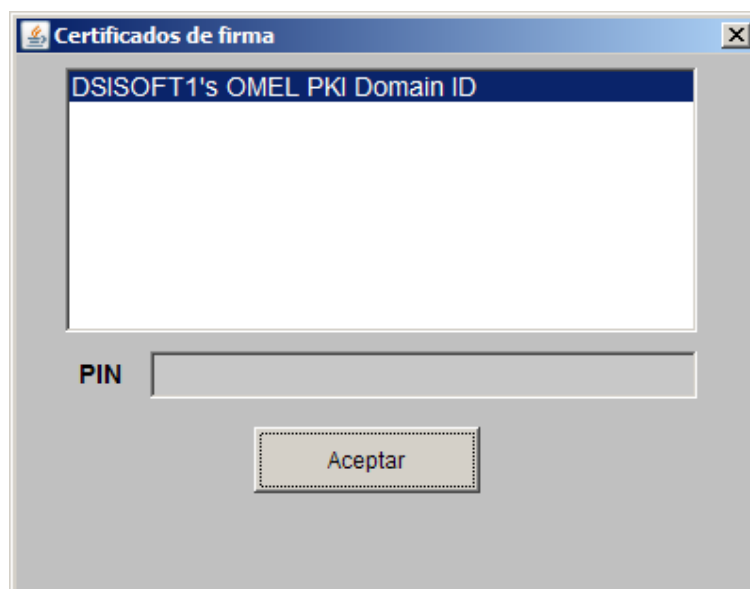 Certificados de firma
DSISOFT1's OMEL PKI Domain ID
PIN
Aceptar